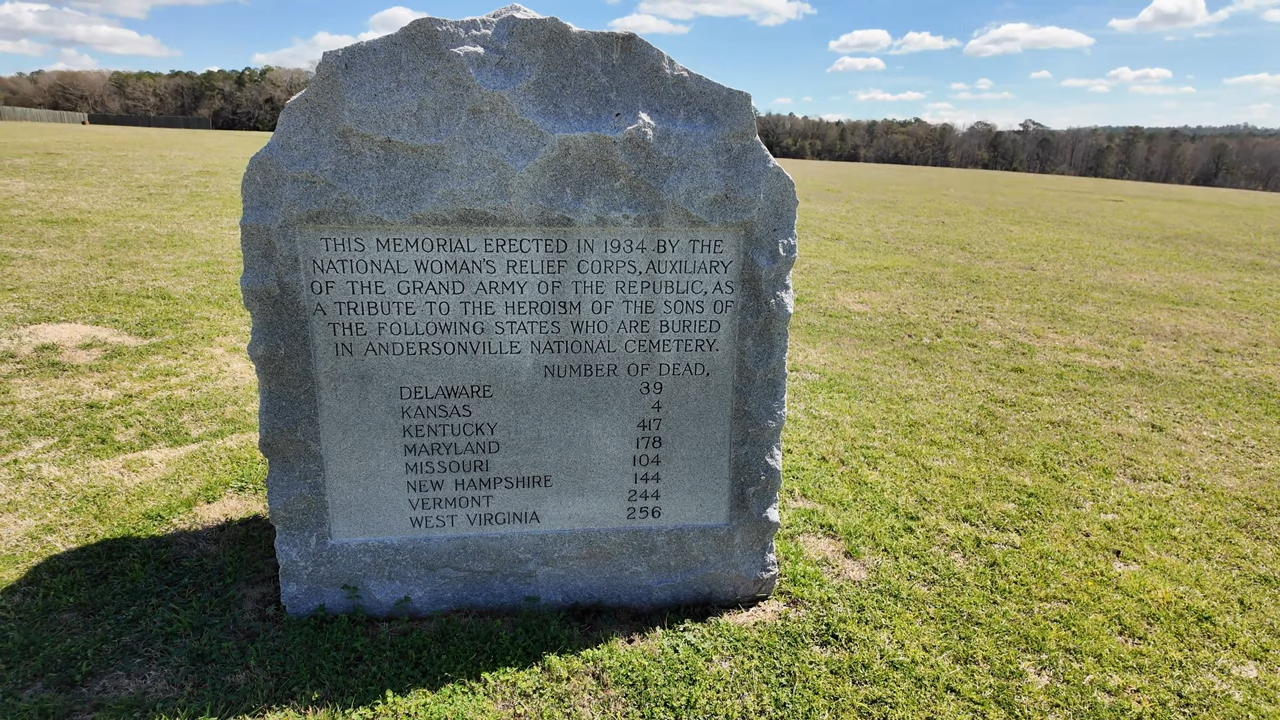 THIS MEMORIAL ERECTED IN 1934 BY THE
NATIONAL WOMAN'S RELIEF CORPS, AUXILIARY
OF THE GRAND ARMY OF THE REPUBLIC, AS
A TRIBUTE TO THE HEROISM OF THE SONS OF
THE FOLLOWING STATES WHO ARE BURIED
IN ANDERSONVILLE NATIONAL CEMETERY.
NUMBER OF DEAD.
DELAWARE 39
KANSAS 4
KENTUCKY 417
MARYLAND 178
MISSOURI 104
NEW HAMPSHIRE 144
VERMONT 244
WEST VIRGINIA 256